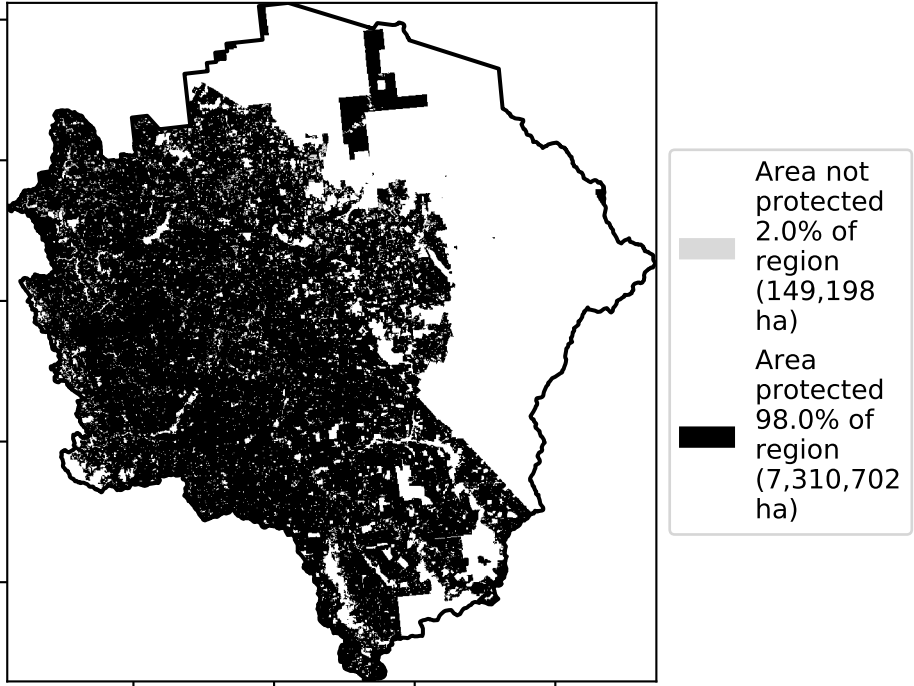 Area not
protected
2.0% of
region
(149,198
ha)
Area
protected
98.0% of
region
(7,310,702
ha)